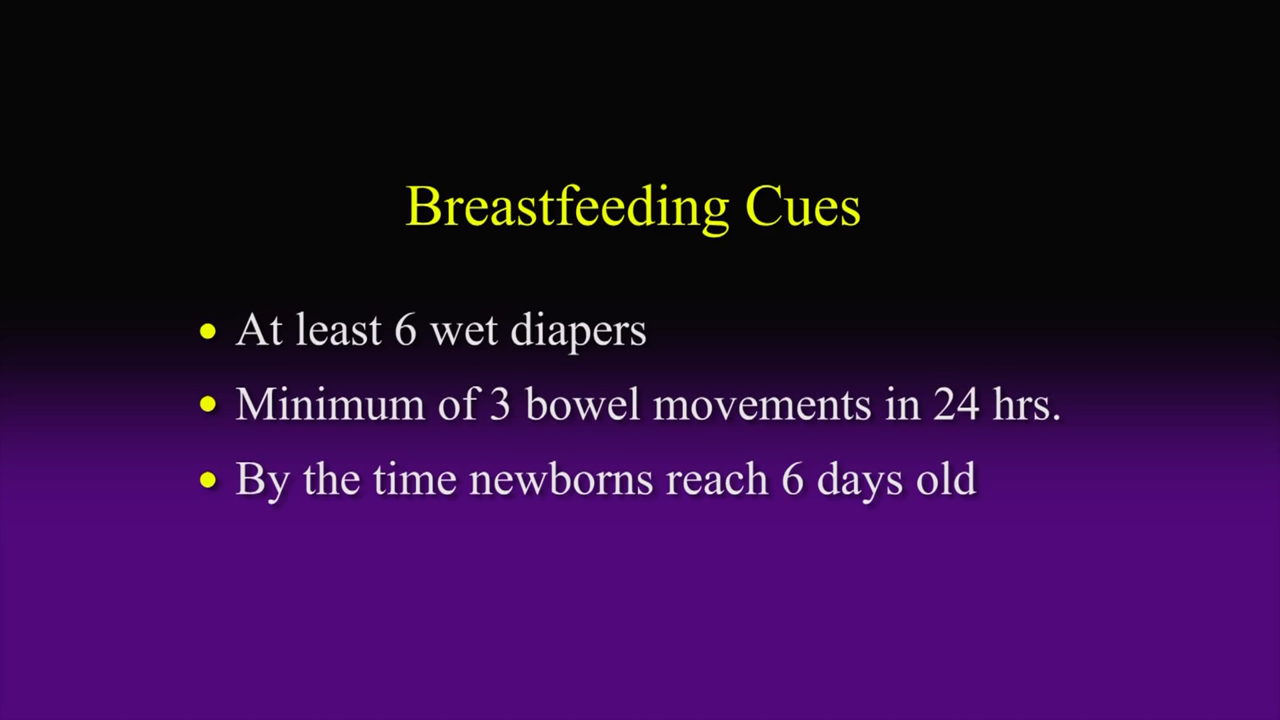 Breastfeeding Cues
• At least 6 wet diapers
• Minimum of 3 bowel movements in 24 hrs.
• By the time newborns reach 6 days old